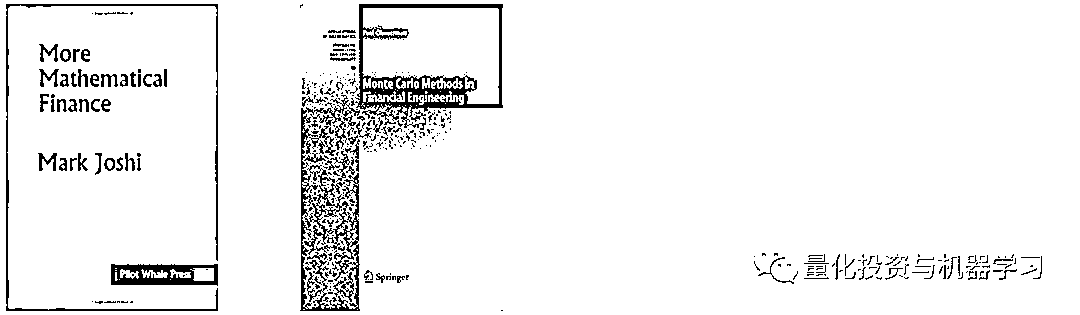 More
Mathematical
Finance
Mark Joshi
Pilot Whale Press
Monte Carlo Methods in
Financial Engineering
Springer
量化投资与机器学习